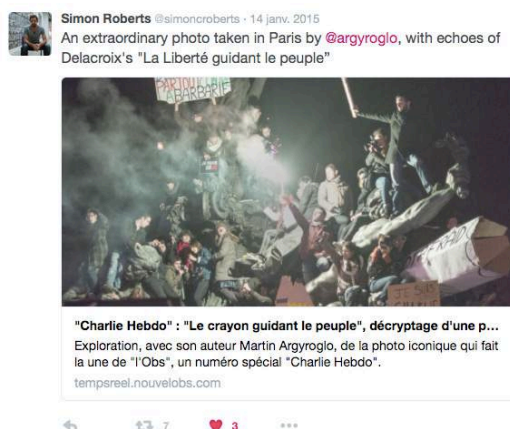 Simon Roberts @simoncroberts · 14 janv. 2015
An extraordinary photo taken in Paris by @argyroglo, with echoes of
Delacroix's "La Liberté guidant le peuple”
BARBARIE
JE SUIS
"Charlie Hebdo" : "Le crayon guidant le peuple", décryptage d'une p...
Exploration, avec son auteur Martin Argyroglo, de la photo iconique qui fait
la une de "l'Obs", un numéro spécial "Charlie Hebdo".
tempsreel.nouvelobs.com
7 3